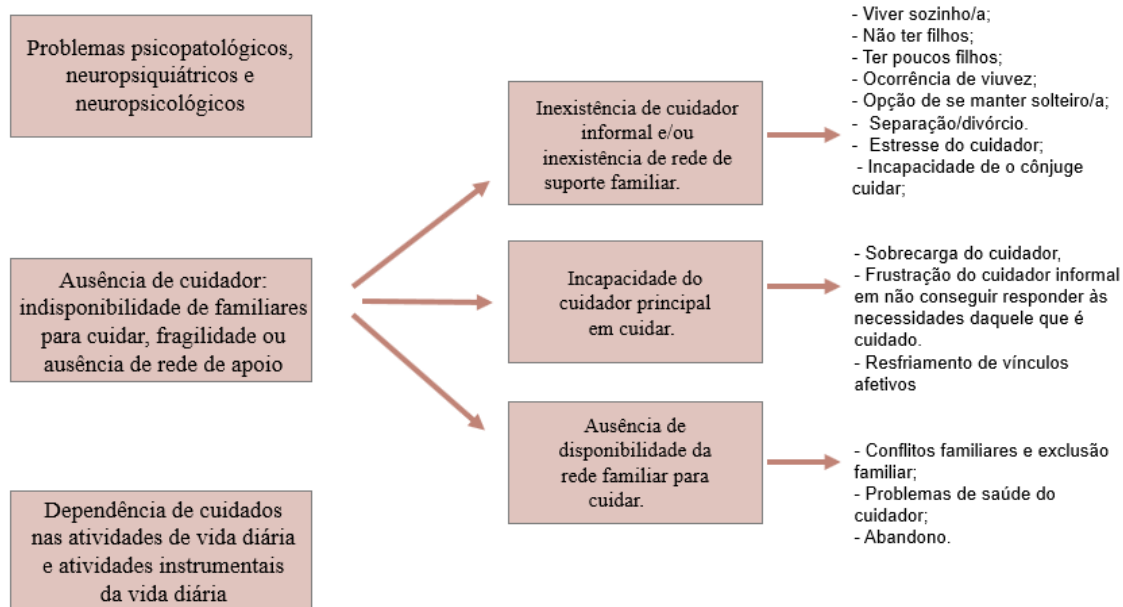 Problemas psicopatológicos,
neuropsiquiátricos e
neuropsicológicos
Ausência de cuidador:
indisponibilidade de familiares
para cuidar, fragilidade ou
ausência de rede de apoio
Dependência de cuidados
nas atividades de vida diária
e atividades instrumentais
da vida diária
Inexistência de cuidador
informal e/ou
inexistência de rede de
suporte familiar.
Incapacidade do
cuidador principal
em cuidar.
Ausência de
disponibilidade da
rede familiar para
cuidar.
- Viver sozinho/a;
- Não ter filhos;
- Ter poucos filhos;
- Ocorrência de viuvez;
- Opção de se manter solteiro/a;
- Separação/divórcio.
- Estresse do cuidador;
- Incapacidade de o cônjuge
cuidar;
- Sobrecarga do cuidador,
- Frustração do cuidador informal
em não conseguir responder às
necessidades daquele que é
cuidado.
- Resfriamento de vínculos
afetivos
- Conflitos familiares e exclusão
familiar;
- Problemas de saúde do
cuidador;
- Abandono.